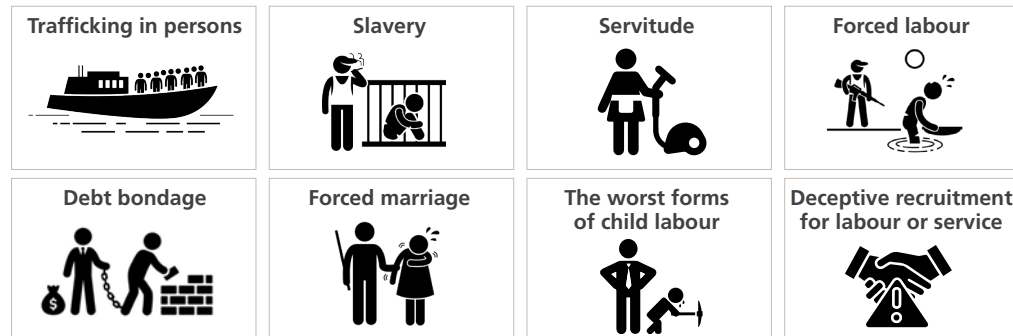 Trafficking in persons
Slavery
Servitude
Forced labour
Debt bondage
Forced marriage
The worst forms
of child labour
Deceptive recruitment
for labour or service
$